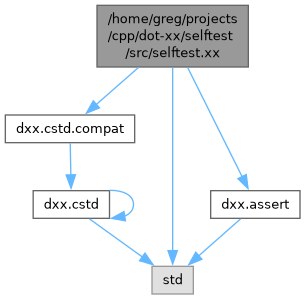 /home/greg/projects
/cpp/dot-xx/selftest
/src/selftest.xx
dxx.cstd.compat
dxx.cstd
dxx.assert
std